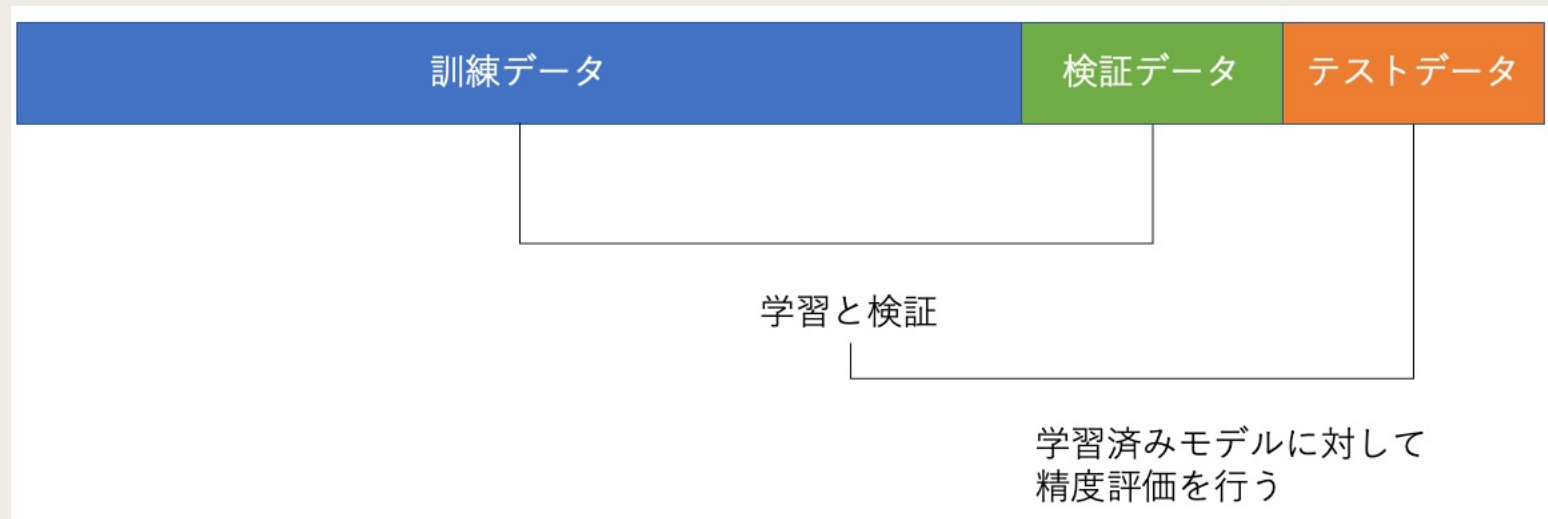 訓練データ
検証データ
テストデータ
学習と検証
学習済みモデルに対して
精度評価を行う